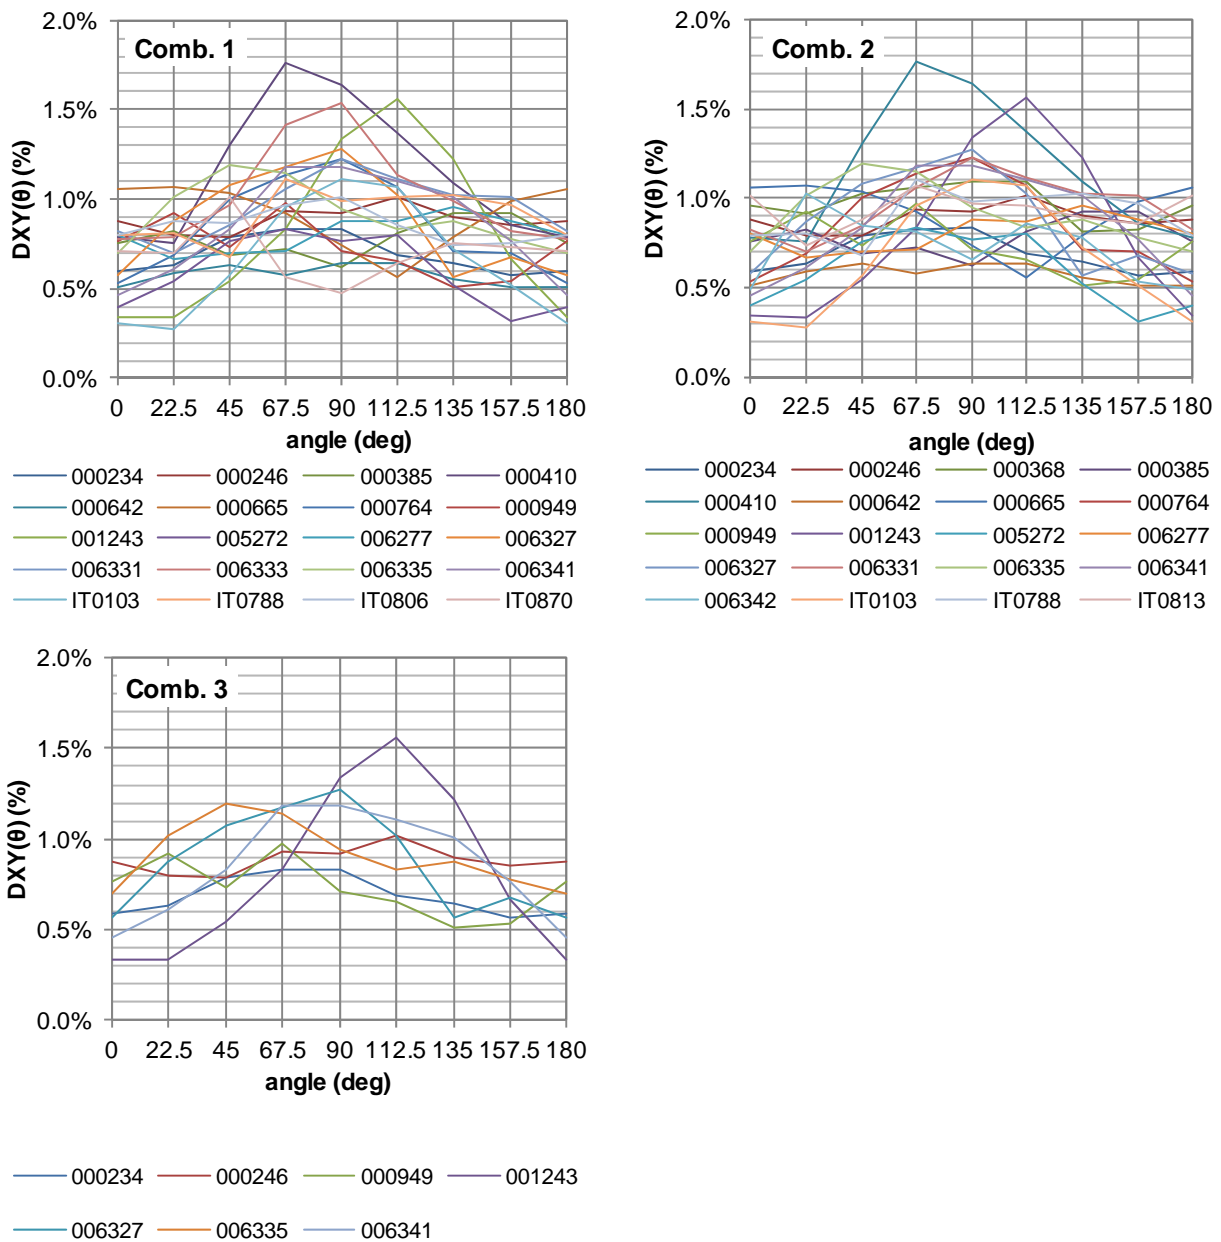 Comb. 1
DXY(θ) (%)
2.0%
1.5%
1.0%
0.5%
0.0%
0 22.5 45 67.5 90 112.5 135 157.5 180
angle (deg)
000234 000246 000385 000410
000642 000665 000764 000949
001243 005272 006277 006327
006331 006333 006335 006341
IT0103 IT0788 IT0806 IT0870
Comb. 2
DXY(θ) (%)
2.0%
1.5%
1.0%
0.5%
0.0%
0 22.5 45 67.5 90 112.5 135 157.5 180
angle (deg)
000234 000246 000368 000385
000410 000642 000665 000764
000949 001243 005272 006277
006327 006331 006335 006341
006342 IT0103 IT0788 IT0813
Comb. 3
DXY(θ) (%)
2.0%
1.5%
1.0%
0.5%
0.0%
0 22.5 45 67.5 90 112.5 135 157.5 180
angle (deg)
000234 000246 000949 001243
006327 006335 006341